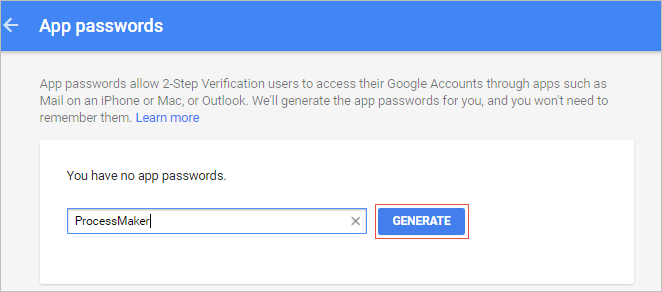 App passwords
App passwords allow 2-Step Verification users to access their Google Accounts through apps such as
Mail on an iPhone or Mac, or Outlook. We'll generate the app passwords for you, and you won't need to
remember them. Learn more
You have no app passwords.
ProcessMaker
GENERATE